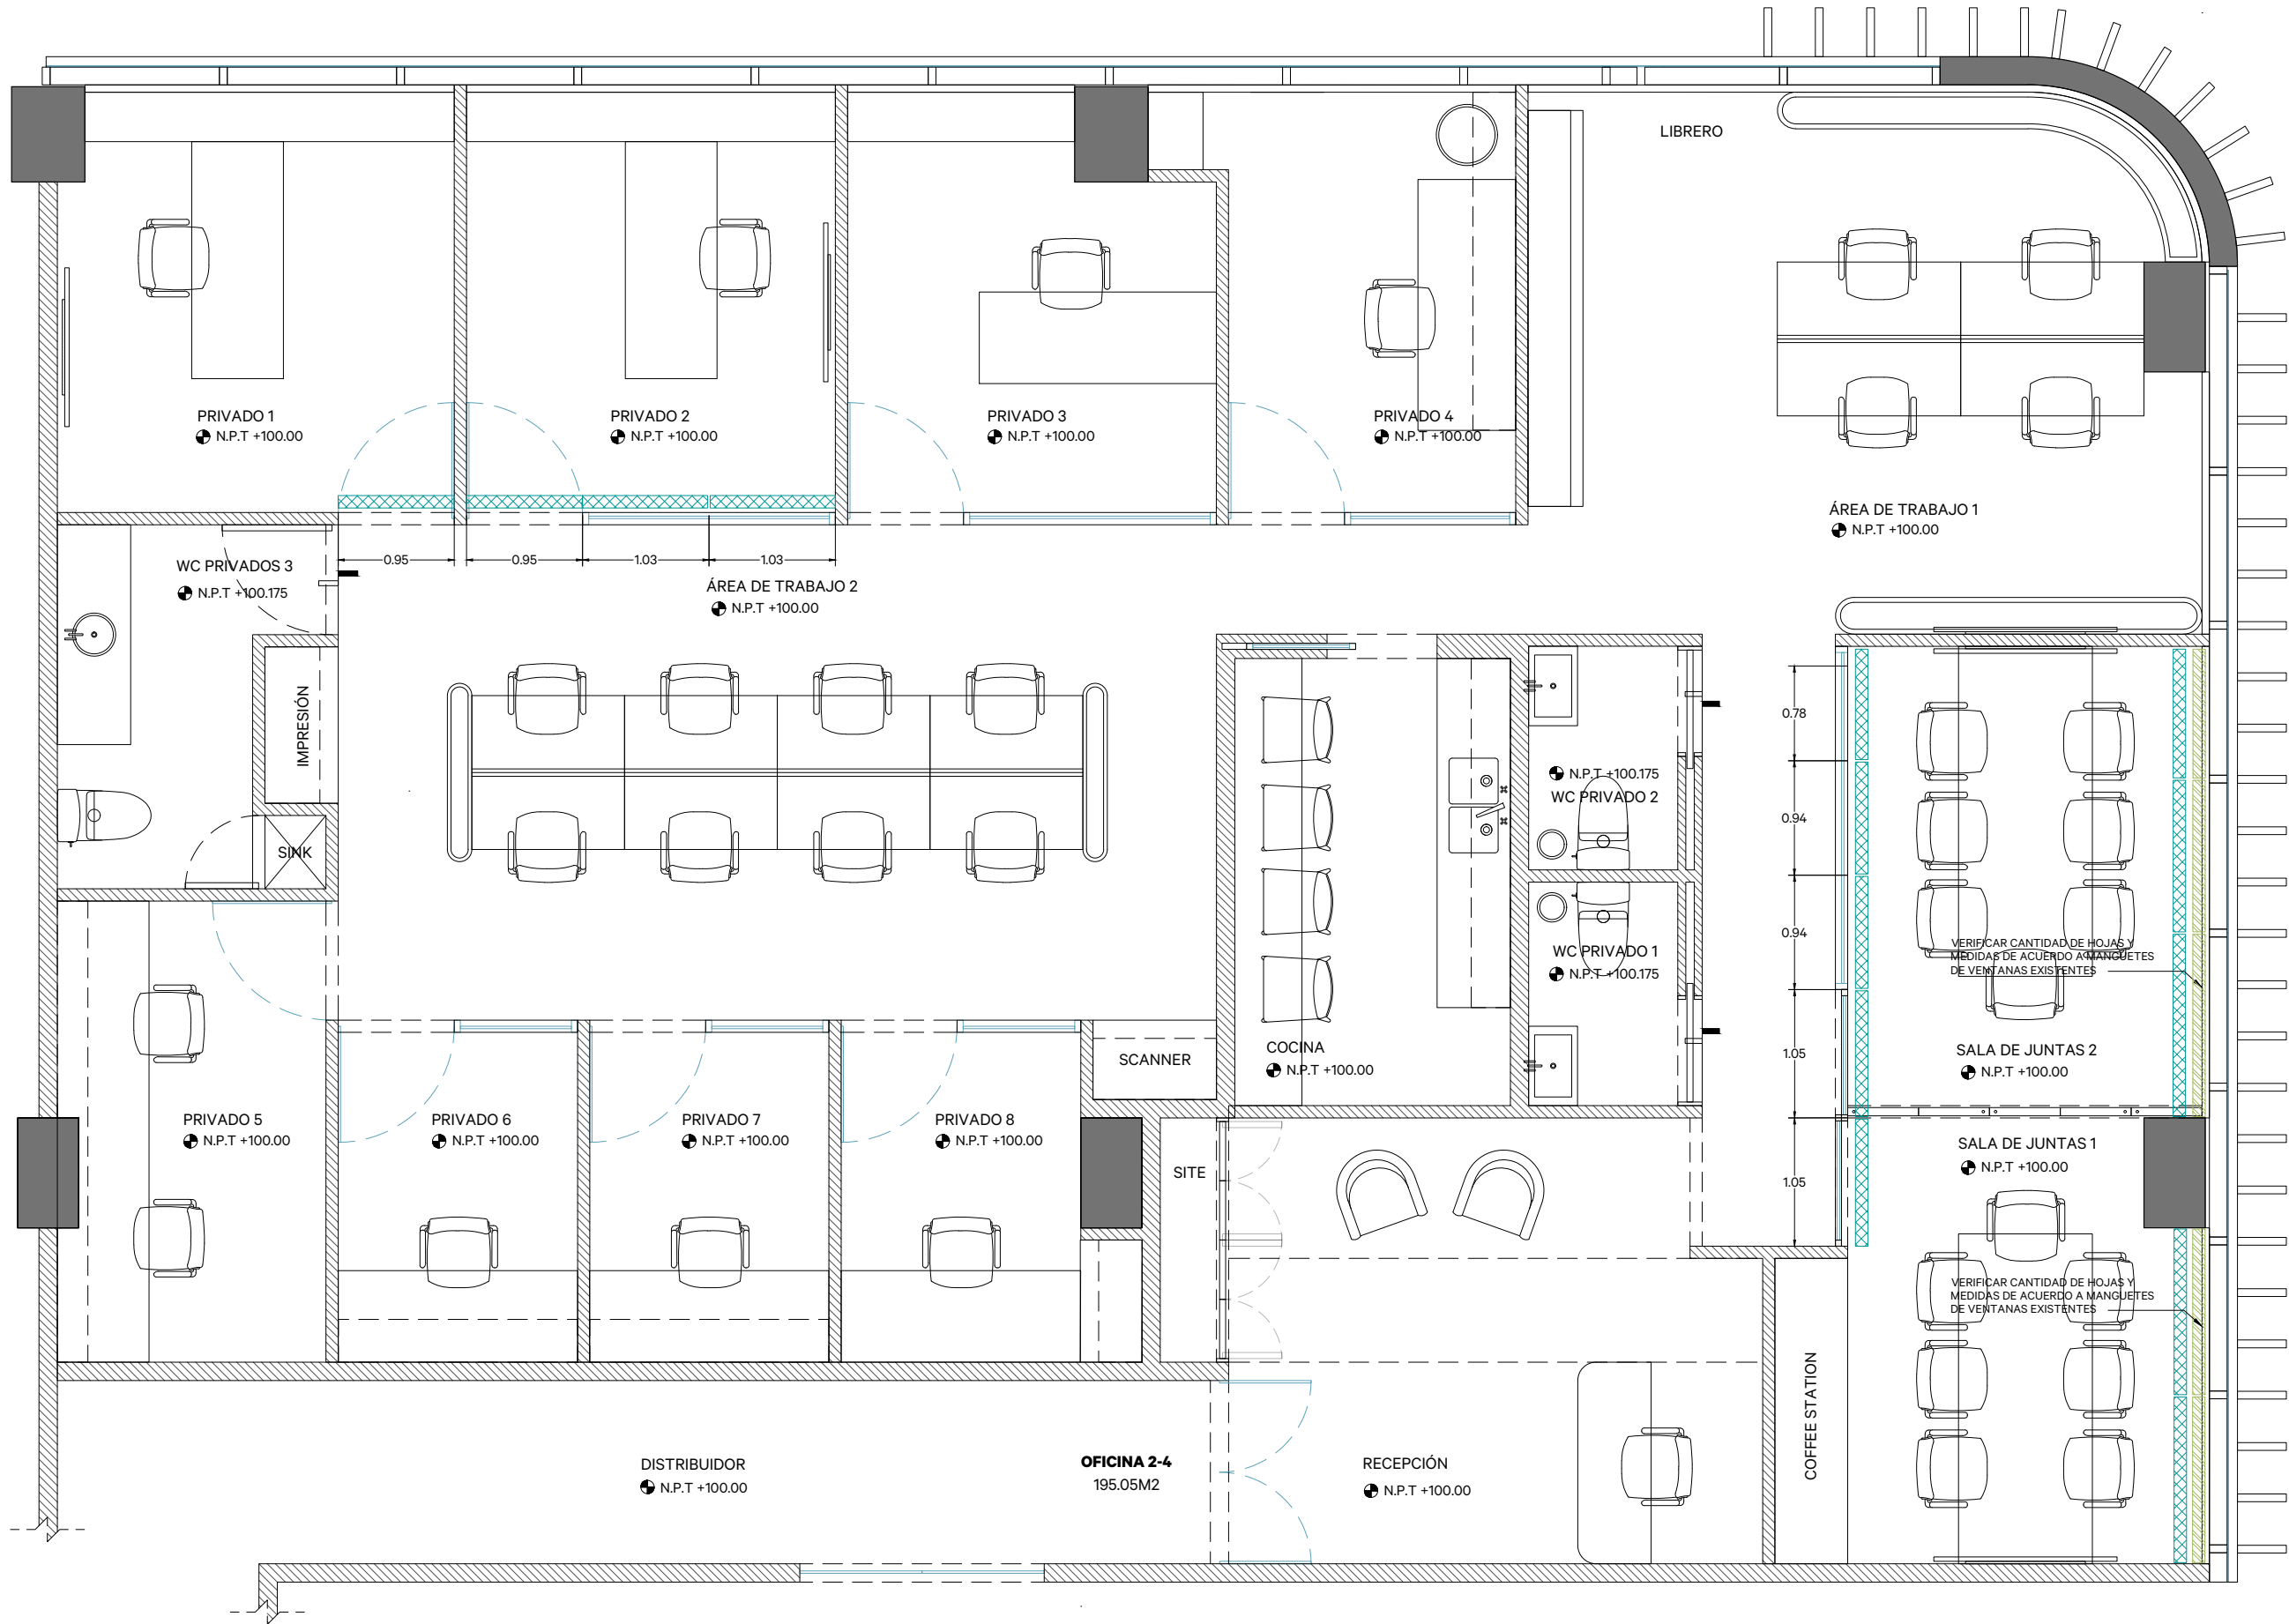 LIBRERO
PRIVADO 1
N.P.T +100.00
PRIVADO 2
N.P.T +100.00
PRIVADO 3
N.P.T +100.00
PRIVADO 4
N.P.T +100.00
ÁREA DE TRABAJO 1
N.P.T +100.00
WC PRIVADOS 3
N.P.T +100.175
0.95
0.95
1.03
1.03
ÁREA DE TRABAJO 2
N.P.T +100.00
IMPRESIÓN
SINK
0.78
0.94
0.94
1.05
1.05
N.P.T +100.175
WC PRIVADO 2
WC PRIVADO 1
N.P.T +100.175
VERIFICAR CANTIDAD DE HOJAS Y
MEDIDAS DE ACUERDO A MANGUETES
DE VENTANAS EXISTENTES
COCINA
N.P.T +100.00
SCANNER
SALA DE JUNTAS 2
N.P.T +100.00
PRIVADO 5
N.P.T +100.00
PRIVADO 6
N.P.T +100.00
PRIVADO 7
N.P.T +100.00
PRIVADO 8
N.P.T +100.00
SITE
SALA DE JUNTAS 1
N.P.T +100.00
VERIFICAR CANTIDAD DE HOJAS Y
MEDIDAS DE ACUERDO A MANGUETES
DE VENTANAS EXISTENTES
COFFEE STATION
DISTRIBUIDOR
N.P.T +100.00
OFICINA 2-4
195.05M2
RECEPCIÓN
N.P.T +100.00